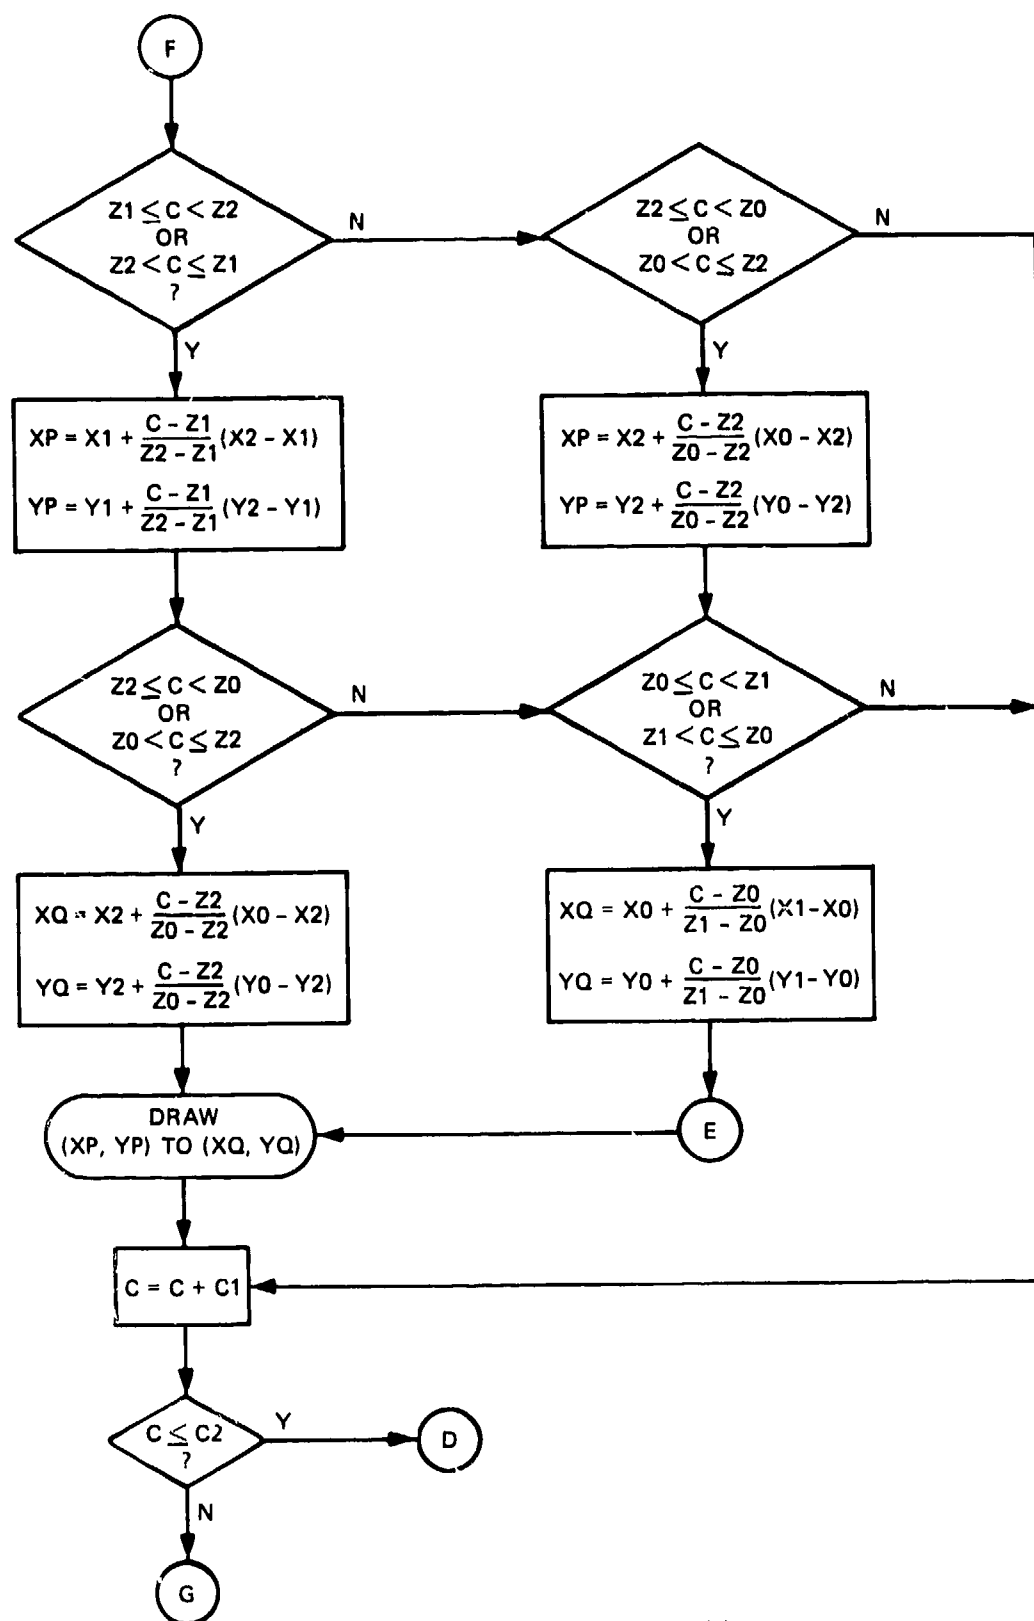 F
Z1 ≤ C < Z2
OR
Z2 < C ≤ Z1
?
N
Y
Z2 ≤ C < Z0
OR
Z0 < C ≤ Z2
N
Y
XP = X1 + (C - Z1)/(Z2 - Z1) (X2 - X1)
YP = Y1 + (C - Z1)/(Z2 - Z1) (Y2 - Y1)
XP = X2 + (C - Z2)/(Z0 - Z2) (X0 - X2)
YP = Y2 + (C - Z2)/(Z0 - Z2) (Y0 - Y2)
Z2 ≤ C < Z0
OR
Z0 < C ≤ Z2
?
N
Y
Z0 ≤ C < Z1
OR
Z1 < C ≤ Z0
?
N
Y
XQ = X2 + (C - Z2)/(Z0 - Z2) (X0 - X2)
YQ = Y2 + (C - Z2)/(Z0 - Z2) (Y0 - Y2)
XQ = X0 + (C - Z0)/(Z1 - Z0) (X1 - X0)
YQ = Y0 + (C - Z0)/(Z1 - Z0) (Y1 - Y0)
DRAW
(XP, YP) TO (XQ, YQ)
E
C = C + C1
C ≤ C2
?
Y
D
N
G